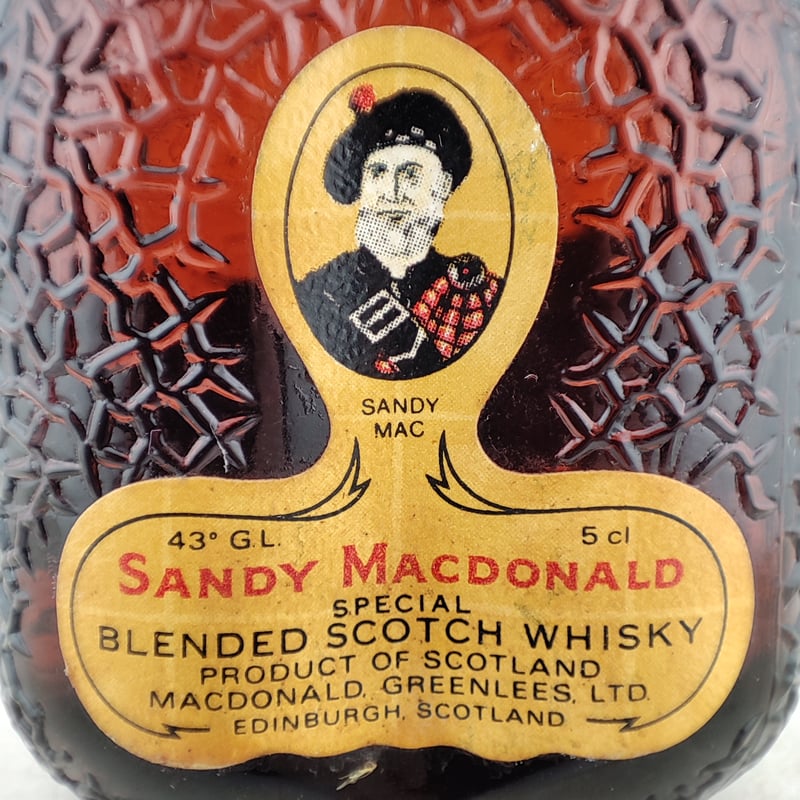 SANDY
MAC
43° G.L. 5 cl
SANDY MACDONALD
SPECIAL
BLENDED SCOTCH WHISKY
PRODUCT OF SCOTLAND
MACDONALD, GREENLEES, LTD.
EDINBURGH, SCOTLAND